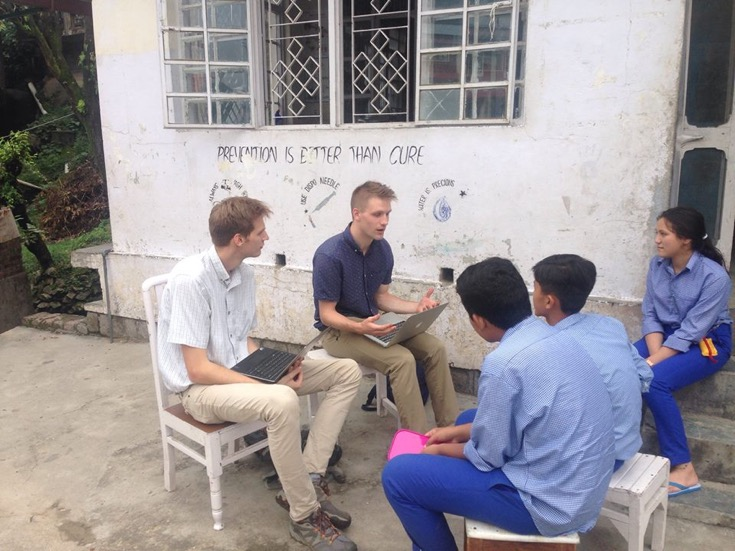 PREVENTION IS BETTER THAN CURE
USE DISPO NEEDLE
WATER IS PRECIOUS